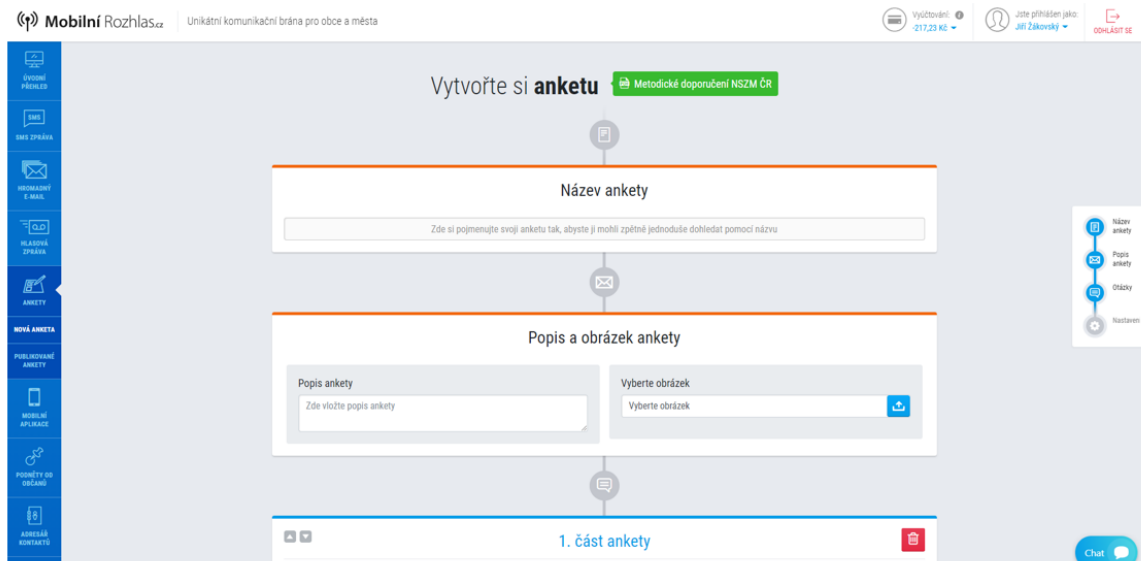 Mobilní Rozhlas.cz
Unikátní komunikační brána pro obce a města
Vyúčtování:
-217,23 Kč
Jste přihlášen jako:
Jiří Žákovský
ODHLÁSIT SE
ÚVODNÍ
PŘEHLED
SMS
SMS ZPRÁVA
HROMADNÝ
E-MAIL
HLASOVÁ
ZPRÁVA
ANKETY
NOVÁ ANKETA
PUBLIKOVANÉ
ANKETY
MOBILNÍ
APLIKACE
PODNĚTY OD
OBČANŮ
ADRESÁŘ
KONTAKTŮ
Vytvořte si anketu
Metodické doporučení NSZM ČR
Název ankety
Zde si pojmenujte svojí anketu tak, abyste ji mohli zpětně jednoduše dohledat pomocí názvu
Popis a obrázek ankety
Popis ankety
Zde vložte popis ankety
Vyberte obrázek
Vyberte obrázek
1. část ankety
Název
ankety
Popis
ankety
Otázky
Nastaven
Chat